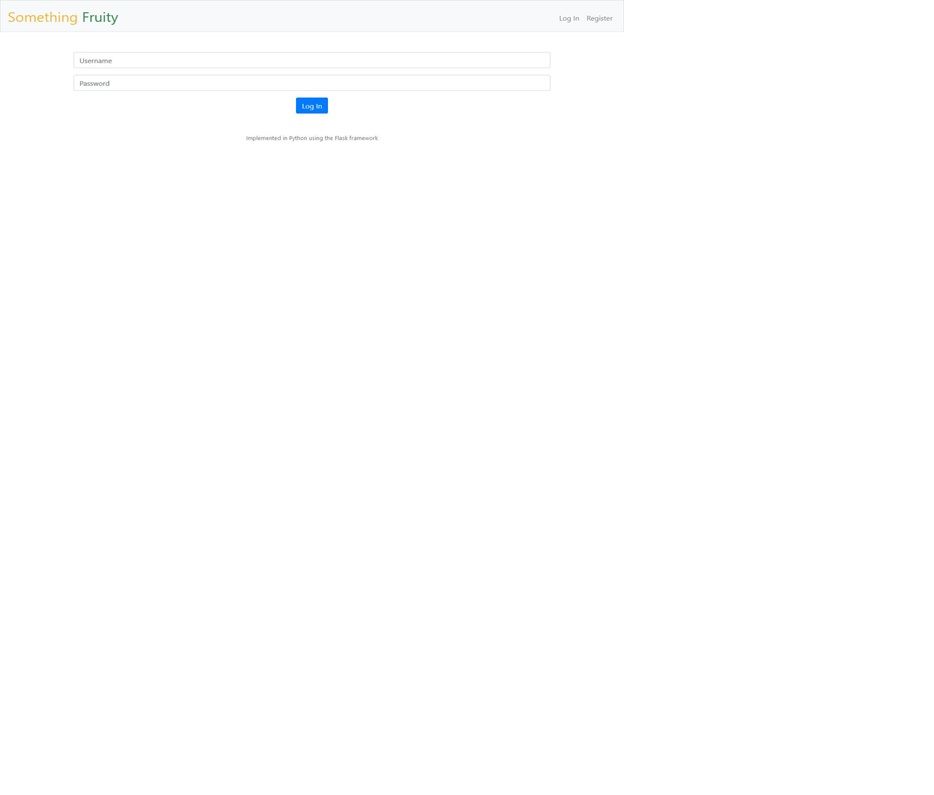 Something Fruity
Log In Register
Username
Password
Log In
Implemented in Python using the Flask framework